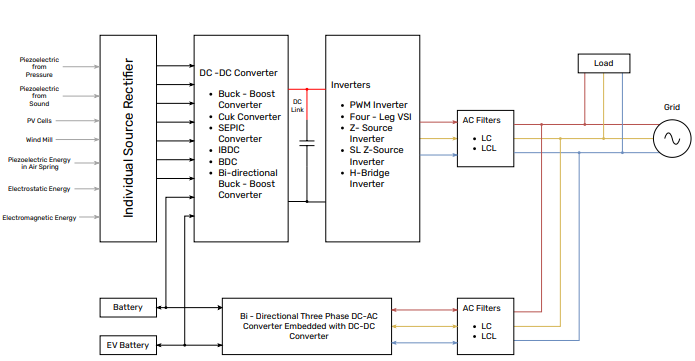 Piezoelectric
from
Pressure
Piezoelectric
from
Sound
PV Cells
Wind Mill
Piezoelectric Energy
in Air Spring
Electrostatic Energy
Electromagnetic Energy
Individual Source Rectifier
DC -DC Converter
• Buck - Boost
Converter
• Cuk Converter
• SEPIC
Converter
• IBDC
• BDC
• Bi-directional
Buck - Boost
Converter
DC
Link
Inverters
• PWM Inverter
• Four - Leg VSI
• Z- Source
Inverter
• SL Z-Source
Inverter
• H-Bridge
Inverter
AC Filters
• LC
• LCL
Load
Grid
Battery
EV Battery
Bi - Directional Three Phase DC-AC
Converter Embedded with DC-DC
Converter
AC Filters
• LC
• LCL